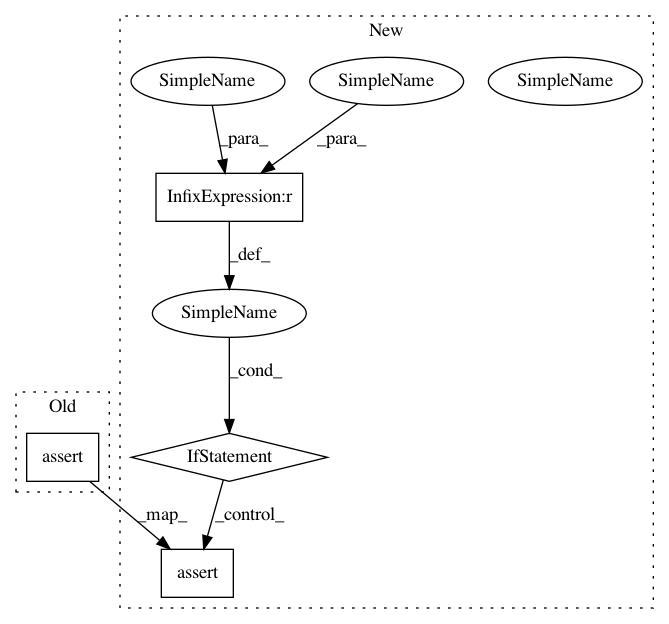 New
SimpleName
SimpleName
SimpleName
_para_
_para_
InfixExpression:r
_def_
SimpleName
_cond_
Old
assert
IfStatement
_map_
_control_
assert